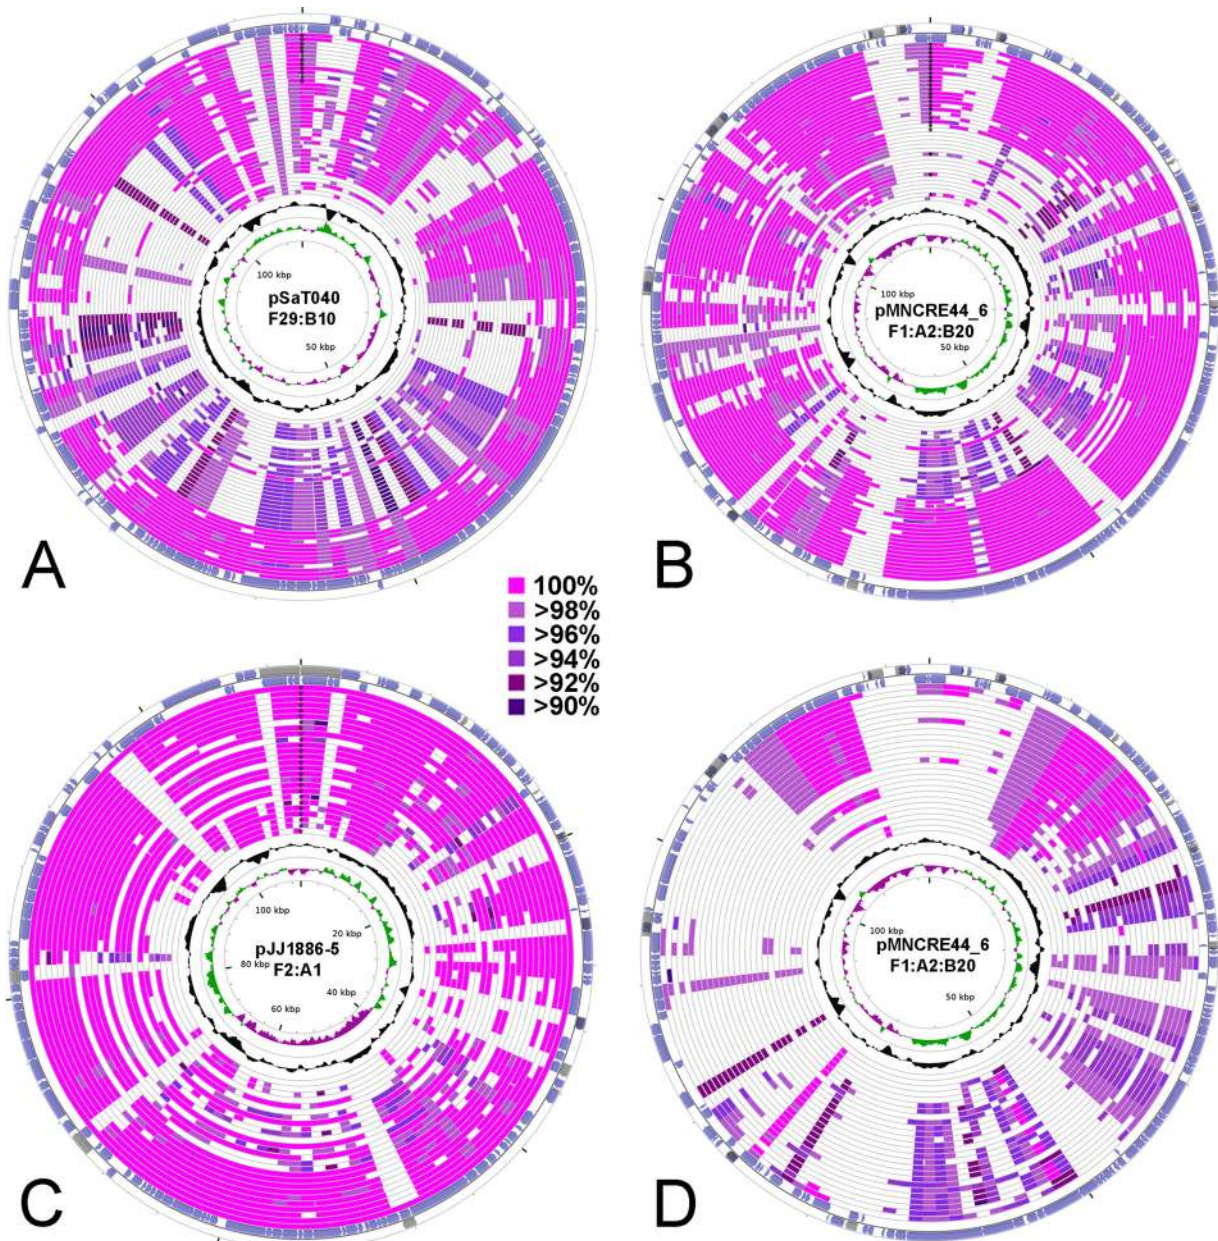 100 kbp
pSaT040
F29:B10
50 kbp
A
100 kbp
pMNCRE44_6
F1:A2:B20
50 kbp
B
100%
>98%
>96%
>94%
>92%
>90%
100 kbp
20 kbp
pJJ1886-5
80 kbp
F2:A1
40 kbp
60 kbp
C
100 kbp
pMNCRE44_6
F1:A2:B20
50 kbp
D